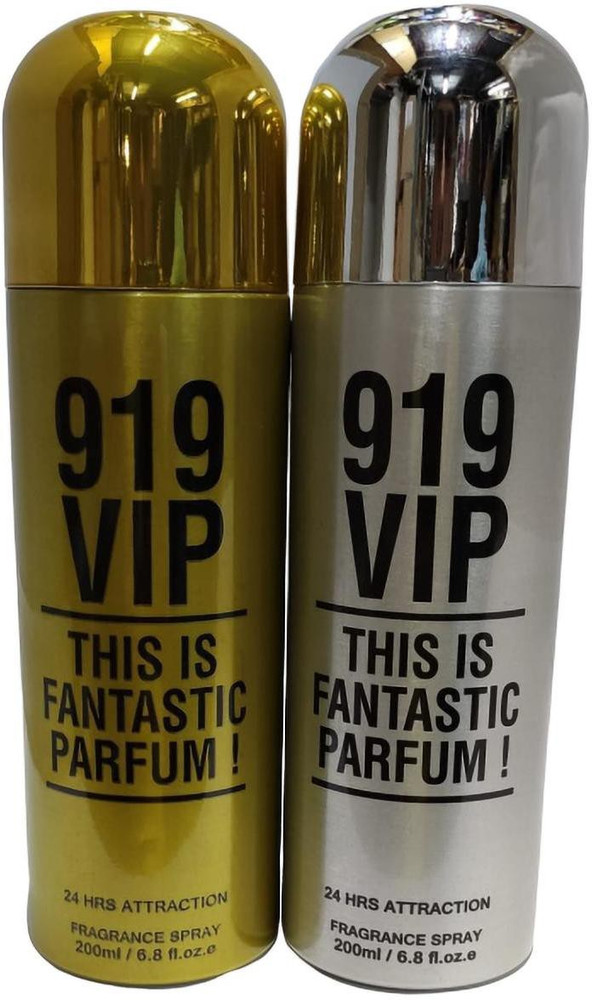 919
VIP
THIS IS
FANTASTIC
PARFUM !
24 HRS ATTRACTION
FRAGRANCE SPRAY
200ml / 6.8 fl.oz.e
919
VIP
THIS IS
FANTASTIC
PARFUM !
24 HRS ATTRACTION
FRAGRANCE SPRAY
200ml / 6.8 fl.oz.e